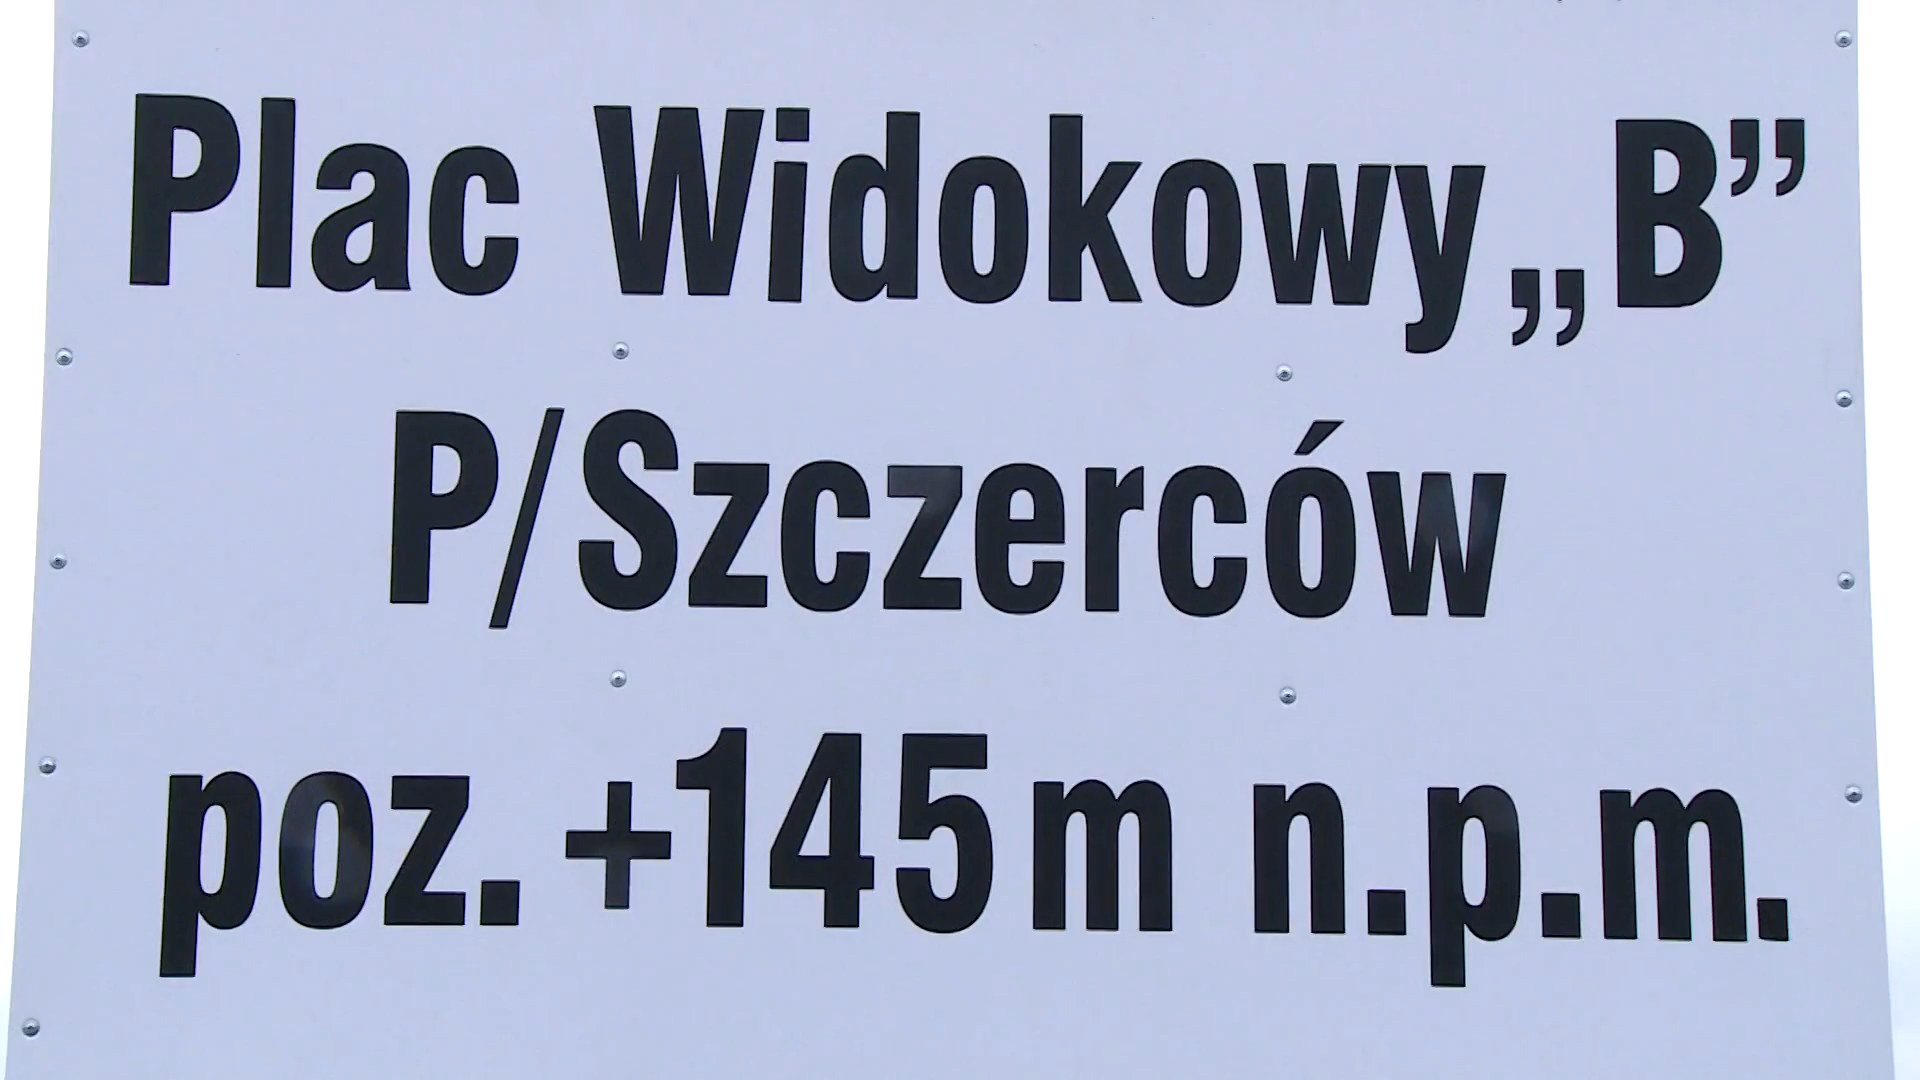 Plac Widokowy „B”
P/Szczerców
poz. +145m n.p.m.